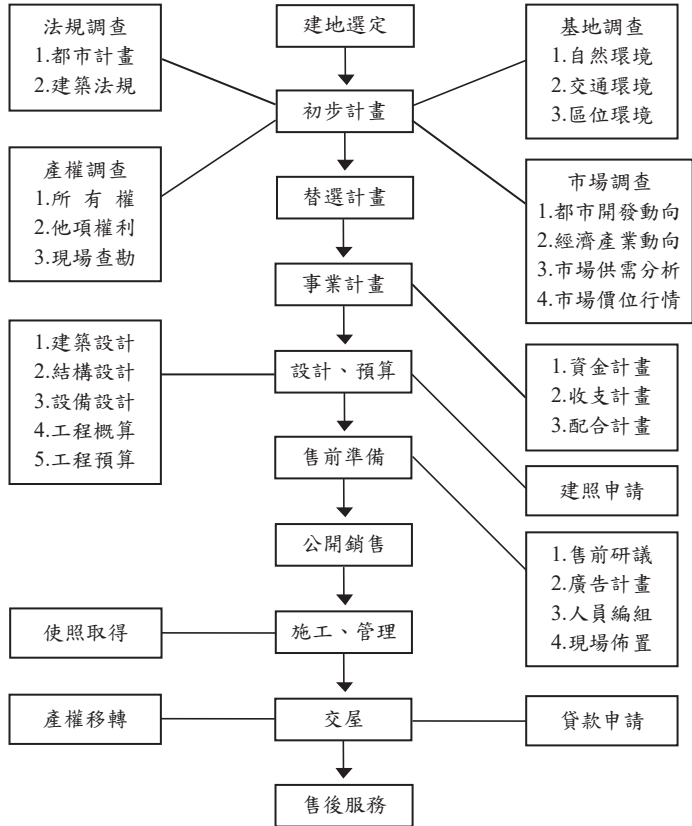 法規調查
1.都市計畫
2.建築法規
建地選定
基地調查
1.自然環境
2.交通環境
3.區位環境
初步計畫
產權調查
1.所有權
2.他項權利
3.現場查勘
替選計畫
市場調查
1.都市開發動向
2.經濟產業動向
3.市場供需分析
4.市場價位行情
事業計畫
1.建築設計
2.結構設計
3.設備設計
4.工程概算
5.工程預算
設計、預算
1.資金計畫
2.收支計畫
3.配合計畫
售前準備
建照申請
公開銷售
1.售前研議
2.廣告計畫
3.人員編組
4.現場佈置
使照取得
施工、管理
產權移轉
交屋
貸款申請
售後服務